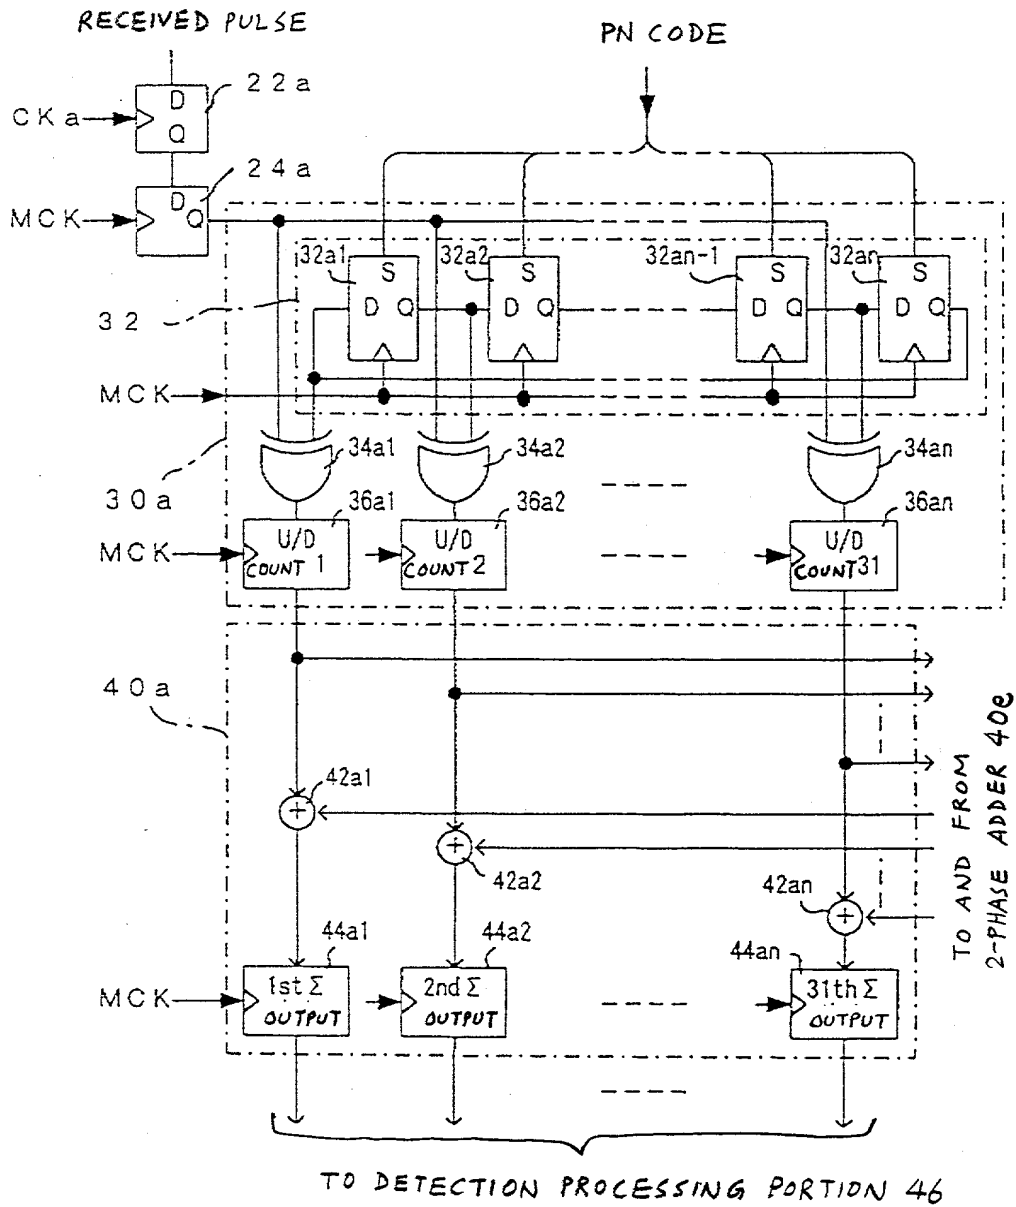 RECEIVED PULSE
PN CODE
22a
D
CKa
Q
24a
D
MCK
Q
32a1
32a2
32an-1
32an
S
S
S
S
D Q
D Q
D Q
D Q
32
MCK
34a1
34a2
34an
30a
36a1
36a2
36an
MCK
U/D
COUNT 1
U/D
COUNT 2
U/D
COUNT 31
40a
42a1
+
42a2
+
42an
+
TO AND FROM
2-PHASE ADDER 40e
44a1
44a2
44an
MCK
1st Σ
OUTPUT
2nd Σ
OUTPUT
31th Σ
OUTPUT
TO DETECTION PROCESSING PORTION 46